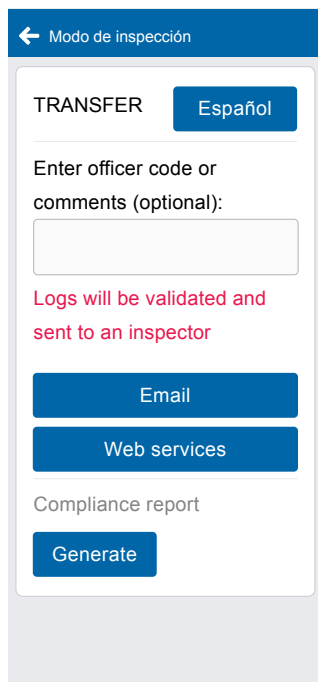 Modo de inspección
TRANSFER
Español
Enter officer code or
comments (optional):
Logs will be validated and
sent to an inspector
Email
Web services
Compliance report
Generate